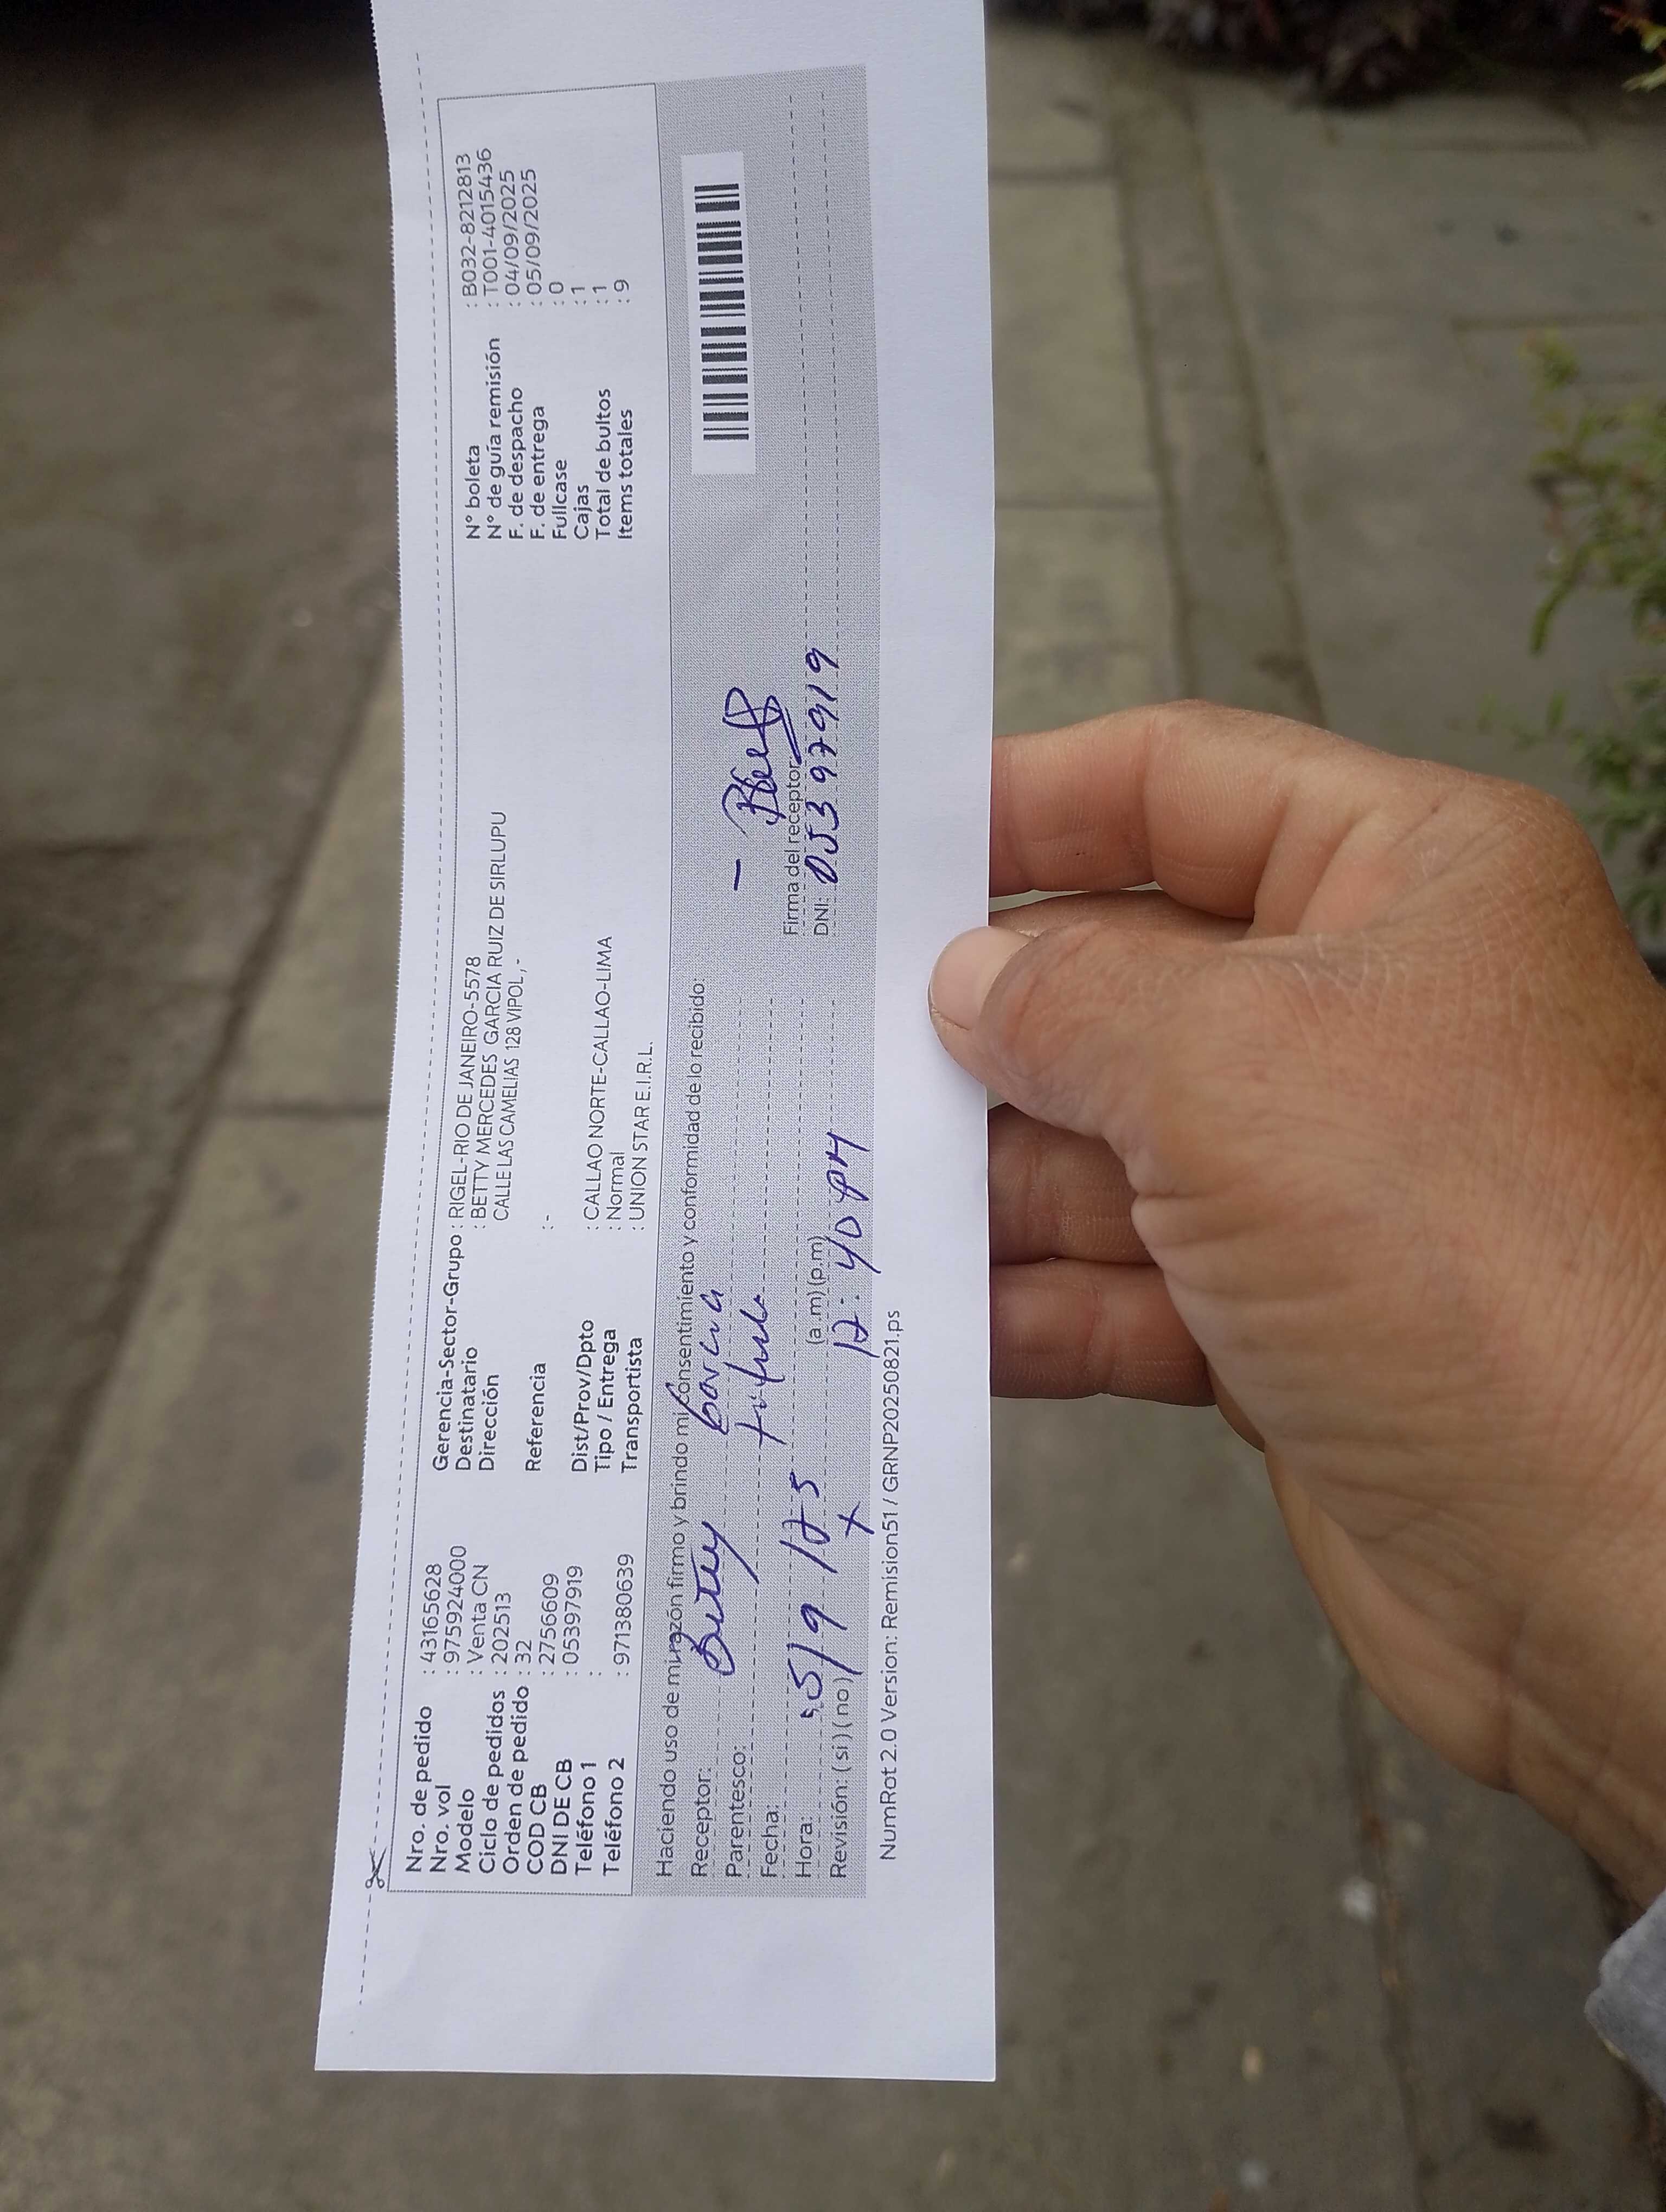 Nro. de pedido : 43165628
Nro. vol : 975924000
Modelo : Venta CN
Ciclo de pedidos : 202513
Orden de pedido : 32
COD CB : 2756609
DNI DE CB : 05397919
Teléfono 1 :
Teléfono 2 : 971380639
Gerencia-Sector-Grupo : RIGEL-RIO DE JANEIRO-5578
Destinatario : BETTY MERCEDES GARCIA RUIZ DE SIRLUPU
Dirección CALLE LAS CAMELIAS 128 VIPOL,-
Referencia :-
Dist/Prov/Dpto : CALLAO NORTE-CALLAO-LIMA
Tipo / Entrega : Normal
Transportista : UNION STAR E.I.R.L.
N° boleta : B032-8212813
N° de guía remisión : T001-4015436
F. de despacho : 04/09/2025
F. de entrega : 05/09/2025
Fullcase : 0
Cajas : 1
Total de bultos : 1
Items totales : 9
Haciendo uso de mi razón firmo y brindo mi consentimiento y conformidad de lo recibido:
Receptor: Betty Garcia
Parentesco: titular
Fecha: 5/9/25
Hora: (a.m) (p.m) 12:40 PM
Revisión: (si) (no) x
Firma del receptor
DNI: 05397919
NumRot 2.0 Version: Remision51 / GRNP20250821.ps